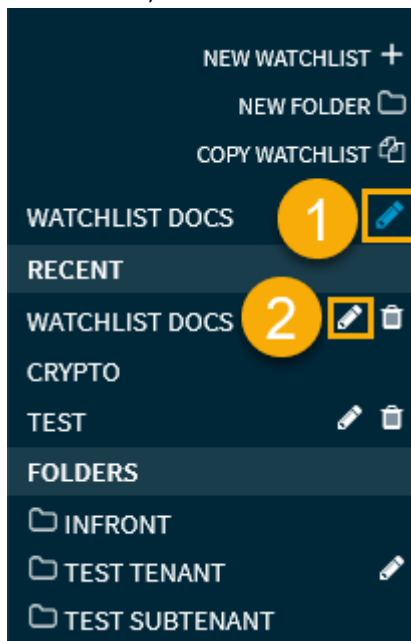 NEW WATCHLIST
NEW FOLDER
COPY WATCHLIST
WATCHLIST DOCS 1
RECENT
WATCHLIST DOCS 2
CRYPTO
TEST
FOLDERS
INFRONT
TEST TENANT
TEST SUBTENANT